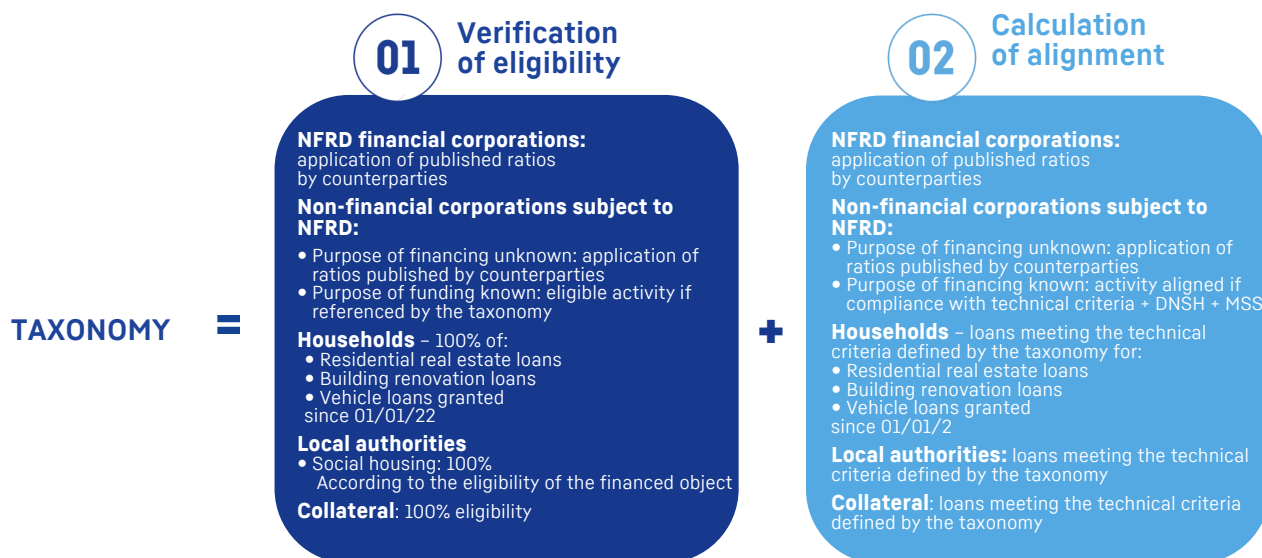 TAXONOMY
=
01
Verification
of eligibility
NFRD financial corporations:
application of published ratios
by counterparties
Non-financial corporations subject to
NFRD:
• Purpose of financing unknown: application of
ratios published by counterparties
• Purpose of funding known: eligible activity if
referenced by the taxonomy
Households – 100% of:
• Residential real estate loans
• Building renovation loans
• Vehicle loans granted
since 01/01/22
Local authorities
• Social housing: 100%
According to the eligibility of the financed object
Collateral: 100% eligibility
+
02
Calculation
of alignment
NFRD financial corporations:
application of published ratios
by counterparties
Non-financial corporations subject to
NFRD:
• Purpose of financing unknown: application of
ratios published by counterparties
• Purpose of financing known: activity aligned if
compliance with technical criteria + DNSH + MSS
Households – loans meeting the technical
criteria defined by the taxonomy for:
• Residential real estate loans
• Building renovation loans
• Vehicle loans granted
since 01/01/2
Local authorities: loans meeting the technical
criteria defined by the taxonomy
Collateral: loans meeting the technical criteria
defined by the taxonomy